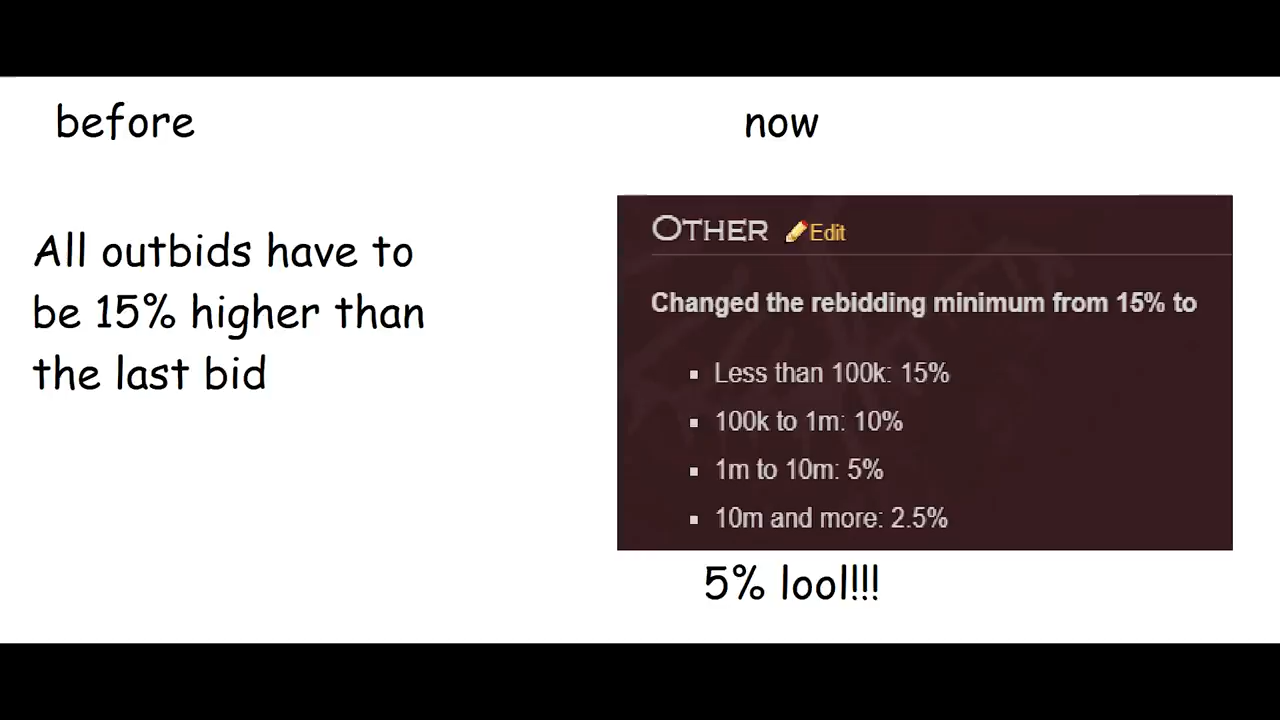 before
now
All outbids have to
be 15% higher than
the last bid
Other Edit
Changed the rebidding minimum from 15% to
Less than 100k: 15%
100k to 1m: 10%
1m to 10m: 5%
10m and more: 2.5%
5% lool!!!